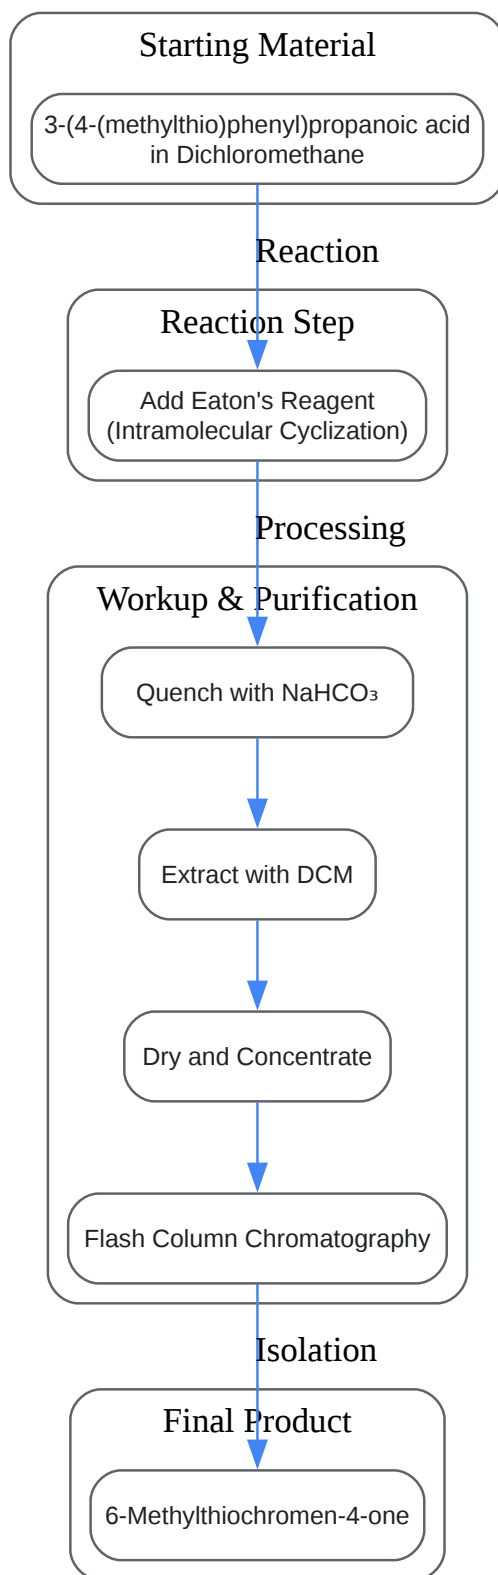 Starting Material
3-(4-(methylthio)phenyl)propanoic acid
in Dichloromethane
Reaction
Reaction Step
Add Eaton's Reagent
(Intramolecular Cyclization)
Processing
Workup & Purification
Quench with NaHCO₃
Extract with DCM
Dry and Concentrate
Flash Column Chromatography
Isolation
Final Product
6-Methylthiochromen-4-one